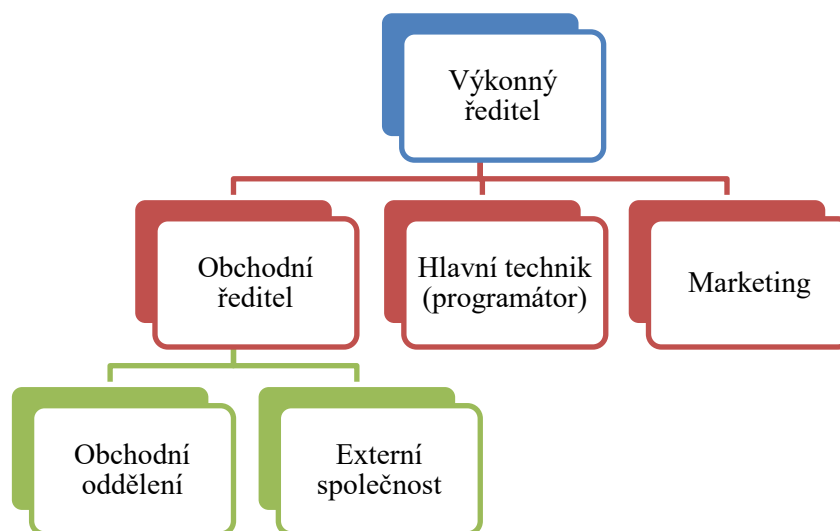 Výkonný
ředitel
Obchodní
ředitel
Hlavní technik
(programátor)
Marketing
Obchodní
oddělení
Externí
společnost